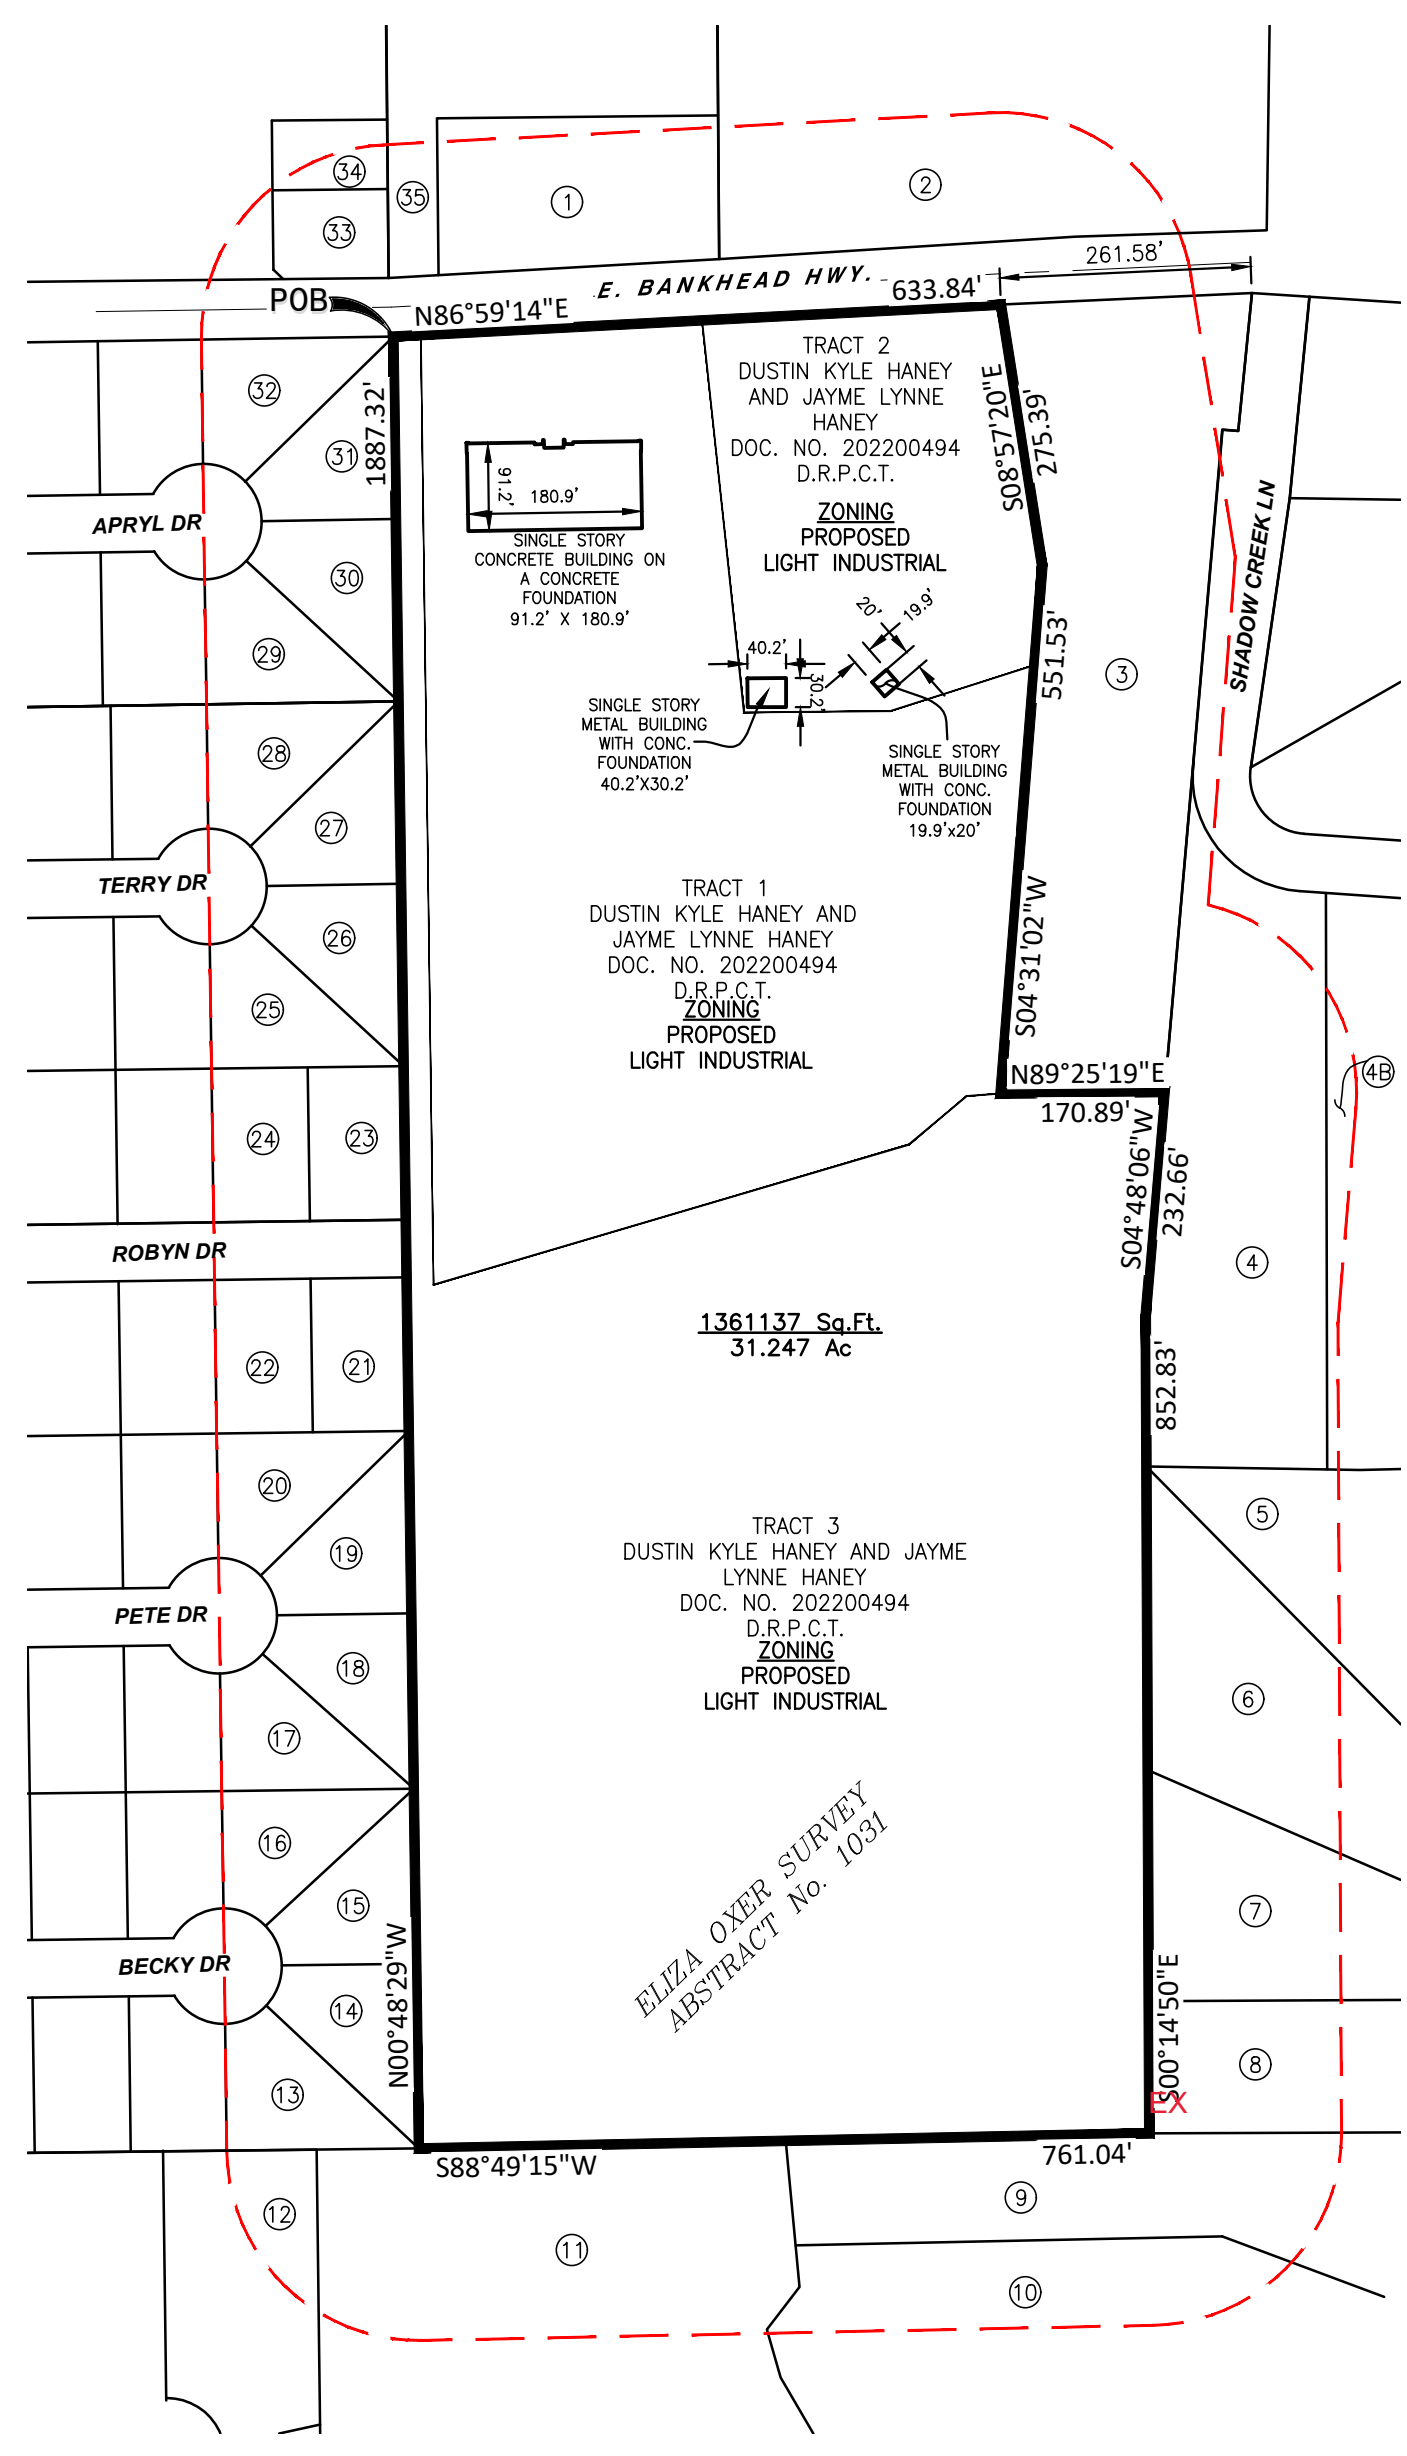 34
35
1
2
33
261.58'
E. BANKHEAD HWY.
633.84'
POB
N86°59'14"E
TRACT 2
DUSTIN KYLE HANEY
AND JAYME LYNNE
HANEY
DOC. NO. 202200494
D.R.P.C.T.
ZONING
PROPOSED
LIGHT INDUSTRIAL
S08°57'20"E
275.39'
32
1887.32'
31
91.2'
180.9'
SINGLE STORY
CONCRETE BUILDING ON
A CONCRETE
FOUNDATION
91.2' X 180.9'
APRYL DR
30
29
20'
19.9'
40.2'
30.2'
551.53'
3
SHADOW CREEK LN
SINGLE STORY
METAL BUILDING
WITH CONC.
FOUNDATION
40.2'X30.2'
SINGLE STORY
METAL BUILDING
WITH CONC.
FOUNDATION
19.9'x20'
28
27
TERRY DR
26
25
TRACT 1
DUSTIN KYLE HANEY AND
JAYME LYNNE HANEY
DOC. NO. 202200494
D.R.P.C.T.
ZONING
PROPOSED
LIGHT INDUSTRIAL
S04°31'02"W
N89°25'19"E
170.89'
4B
24
23
S04°48'06"W
232.66'
ROBYN DR
4
1361137 Sq.Ft.
31.247 Ac
22
21
852.83'
20
19
5
TRACT 3
DUSTIN KYLE HANEY AND JAYME
LYNNE HANEY
DOC. NO. 202200494
D.R.P.C.T.
ZONING
PROPOSED
LIGHT INDUSTRIAL
PETE DR
18
17
6
ELIZA OXER SURVEY
ABSTRACT No. 1031
16
15
7
BECKY DR
N00°48'29"W
14
S00°14'50"E
8
13
EX
S88°49'15"W
761.04'
9
12
11
10